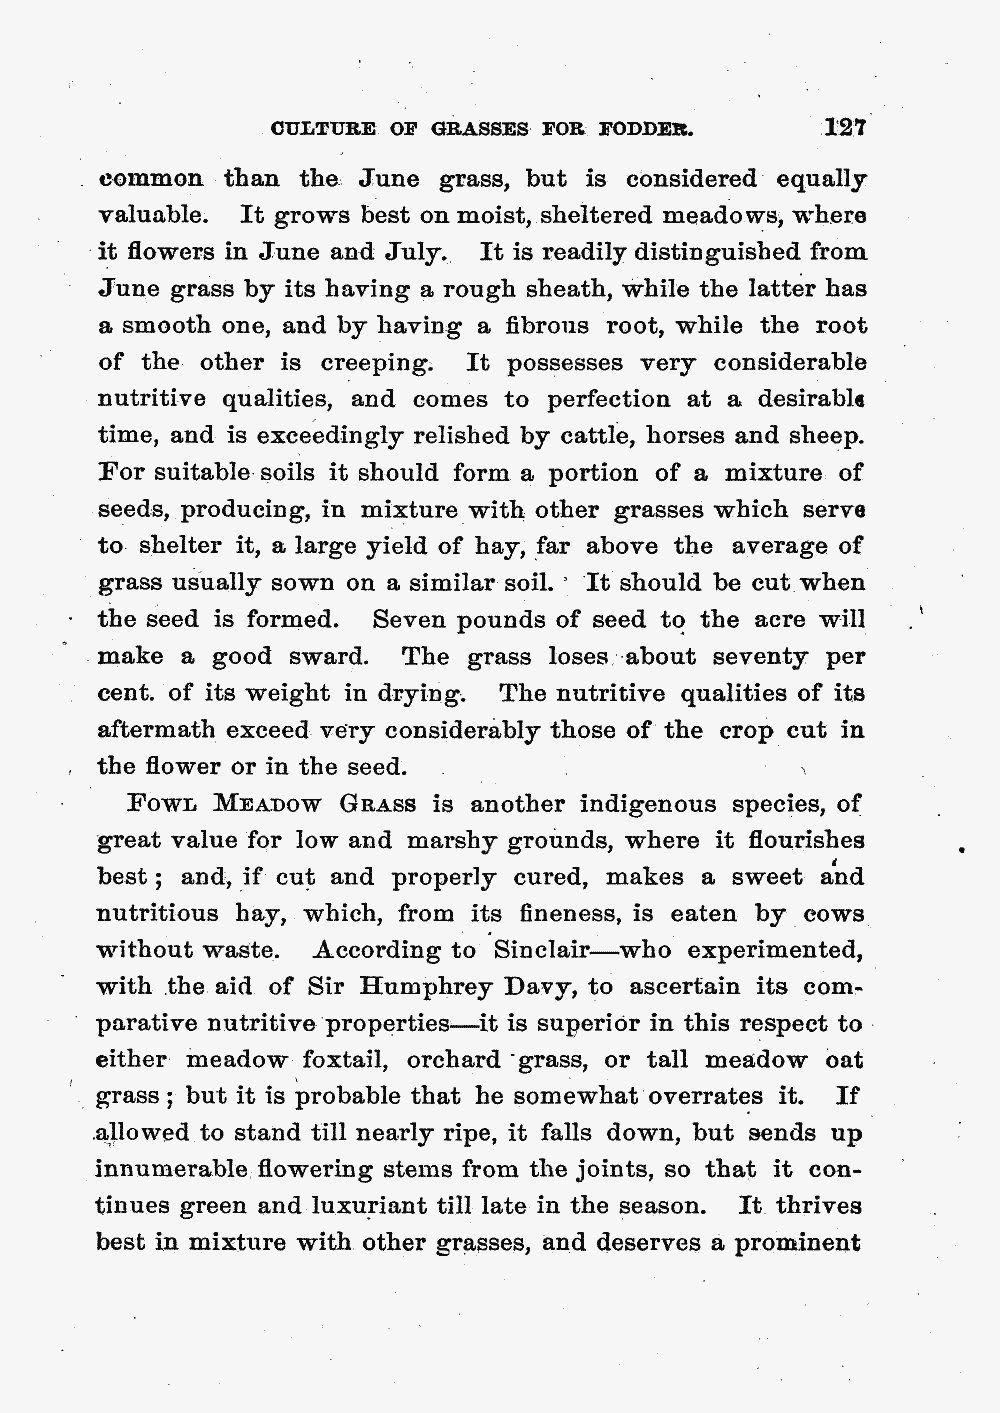 CULTURE OF GRASSES FOR FODDER. 127
common than the June grass, but is considered equally
valuable. It grows best on moist, sheltered meadows, where
it flowers in June and July. It is readily distinguished from
June grass by its having a rough sheath, while the latter has
a smooth one, and by having a fibrous root, while the root
of the other is creeping. It possesses very considerable
nutritive qualities, and comes to perfection at a desirable
time, and is exceedingly relished by cattle, horses and sheep.
For suitable soils it should form a portion of a mixture of
seeds, producing, in mixture with other grasses which serve
to shelter it, a large yield of hay, far above the average of
grass usually sown on a similar soil. It should be cut when
the seed is formed. Seven pounds of seed to the acre will
make a good sward. The grass loses about seventy per
cent. of its weight in drying. The nutritive qualities of its
aftermath exceed very considerably those of the crop cut in
the flower or in the seed.
FOWL MEADOW GRASS is another indigenous species, of
great value for low and marshy grounds, where it flourishes
best; and, if cut and properly cured, makes a sweet and
nutritious hay, which, from its fineness, is eaten by cows
without waste. According to Sinclair—who experimented,
with the aid of Sir Humphrey Davy, to ascertain its com-
parative nutritive properties—it is superior in this respect to
either meadow foxtail, orchard grass, or tall meadow oat
grass; but it is probable that he somewhat overrates it. If
allowed to stand till nearly ripe, it falls down, but sends up
innumerable flowering stems from the joints, so that it con-
tinues green and luxuriant till late in the season. It thrives
best in mixture with other grasses, and deserves a prominent